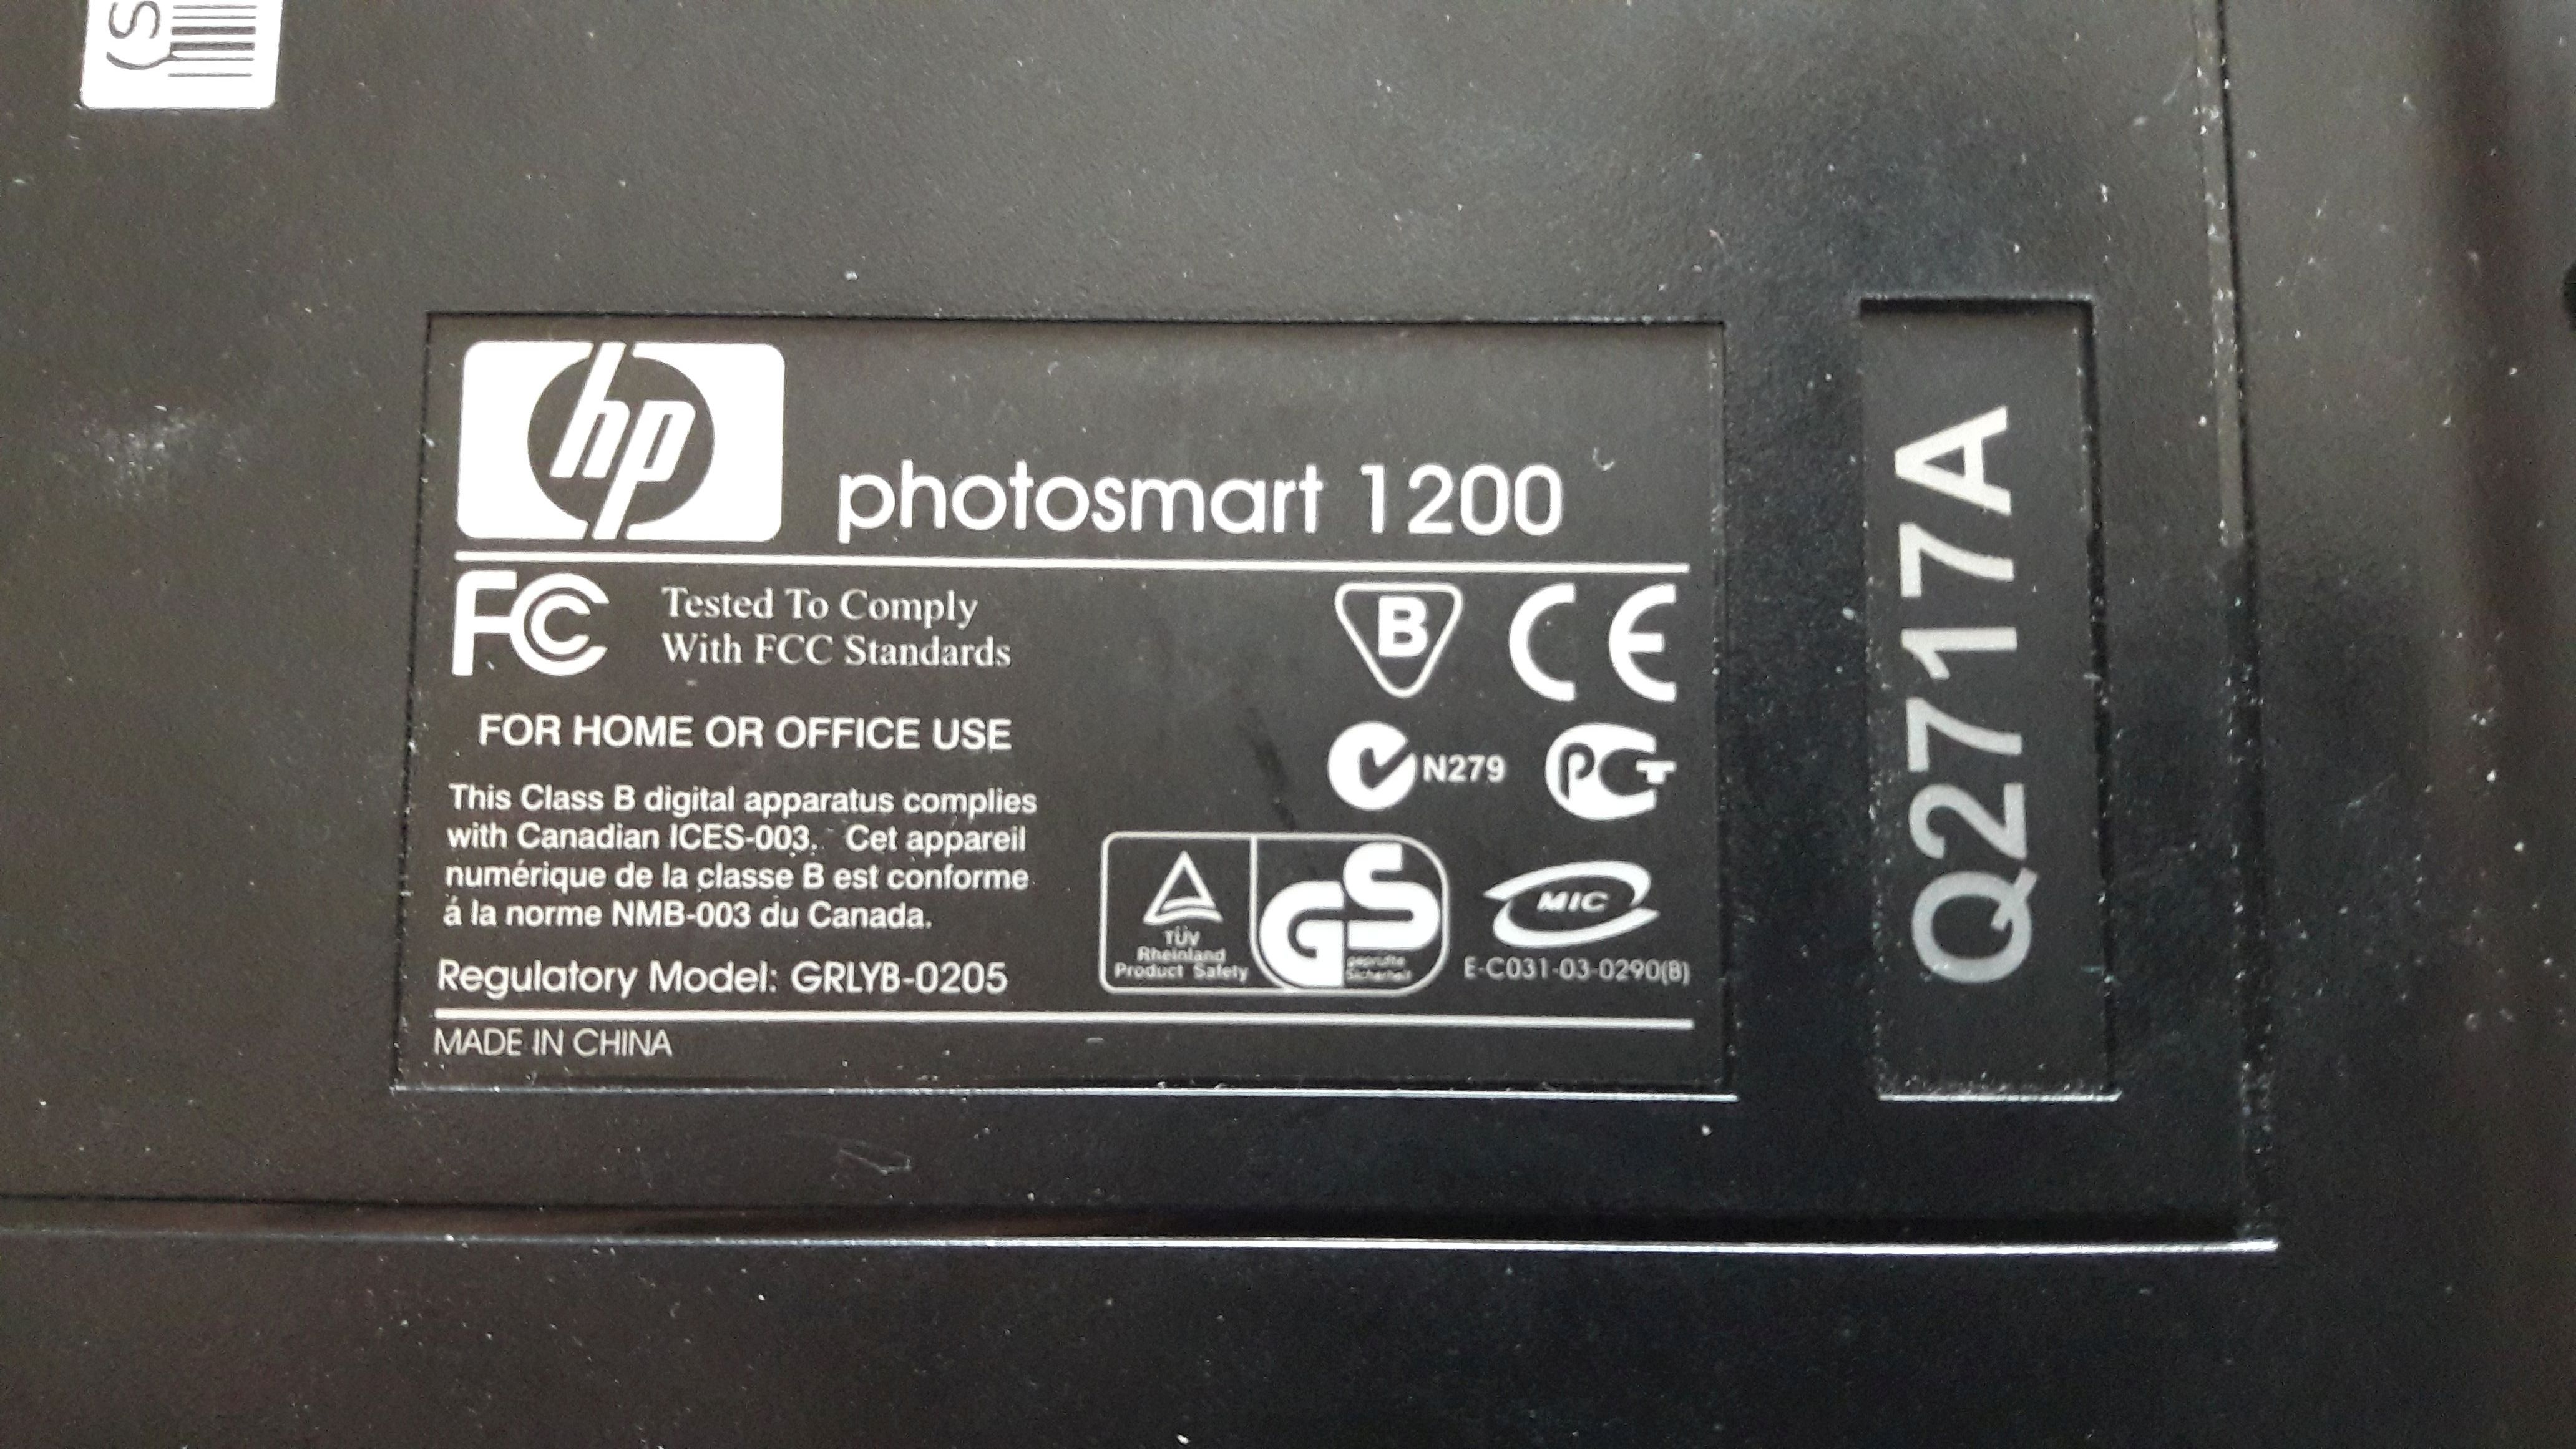 (S
hp
photosmart 1200
FC
Tested To Comply
With FCC Standards
B
CE
FOR HOME OR OFFICE USE
N279
РСТ
This Class B digital apparatus complies
with Canadian ICES-003. Cet appareil
numérique de la classe B est conforme
á la norme NMB-003 du Canada.
TÜV
Rheinland
Product Safety
GS
geprüfte
Sicherheit
MIC
E-C031-03-0290(B)
Regulatory Model: GRLYB-0205
MADE IN CHINA
Q2717A